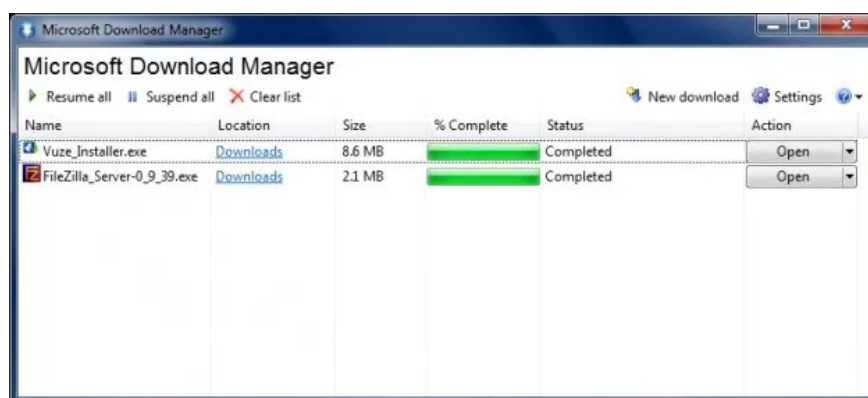 Microsoft Download Manager
Microsoft Download Manager
Resume all Suspend all Clear list New download Settings
Name Location Size % Complete Status Action
Vuze_Installer.exe Downloads 8.6 MB Completed Open
FileZilla_Server-0_9_39.exe Downloads 2.1 MB Completed Open